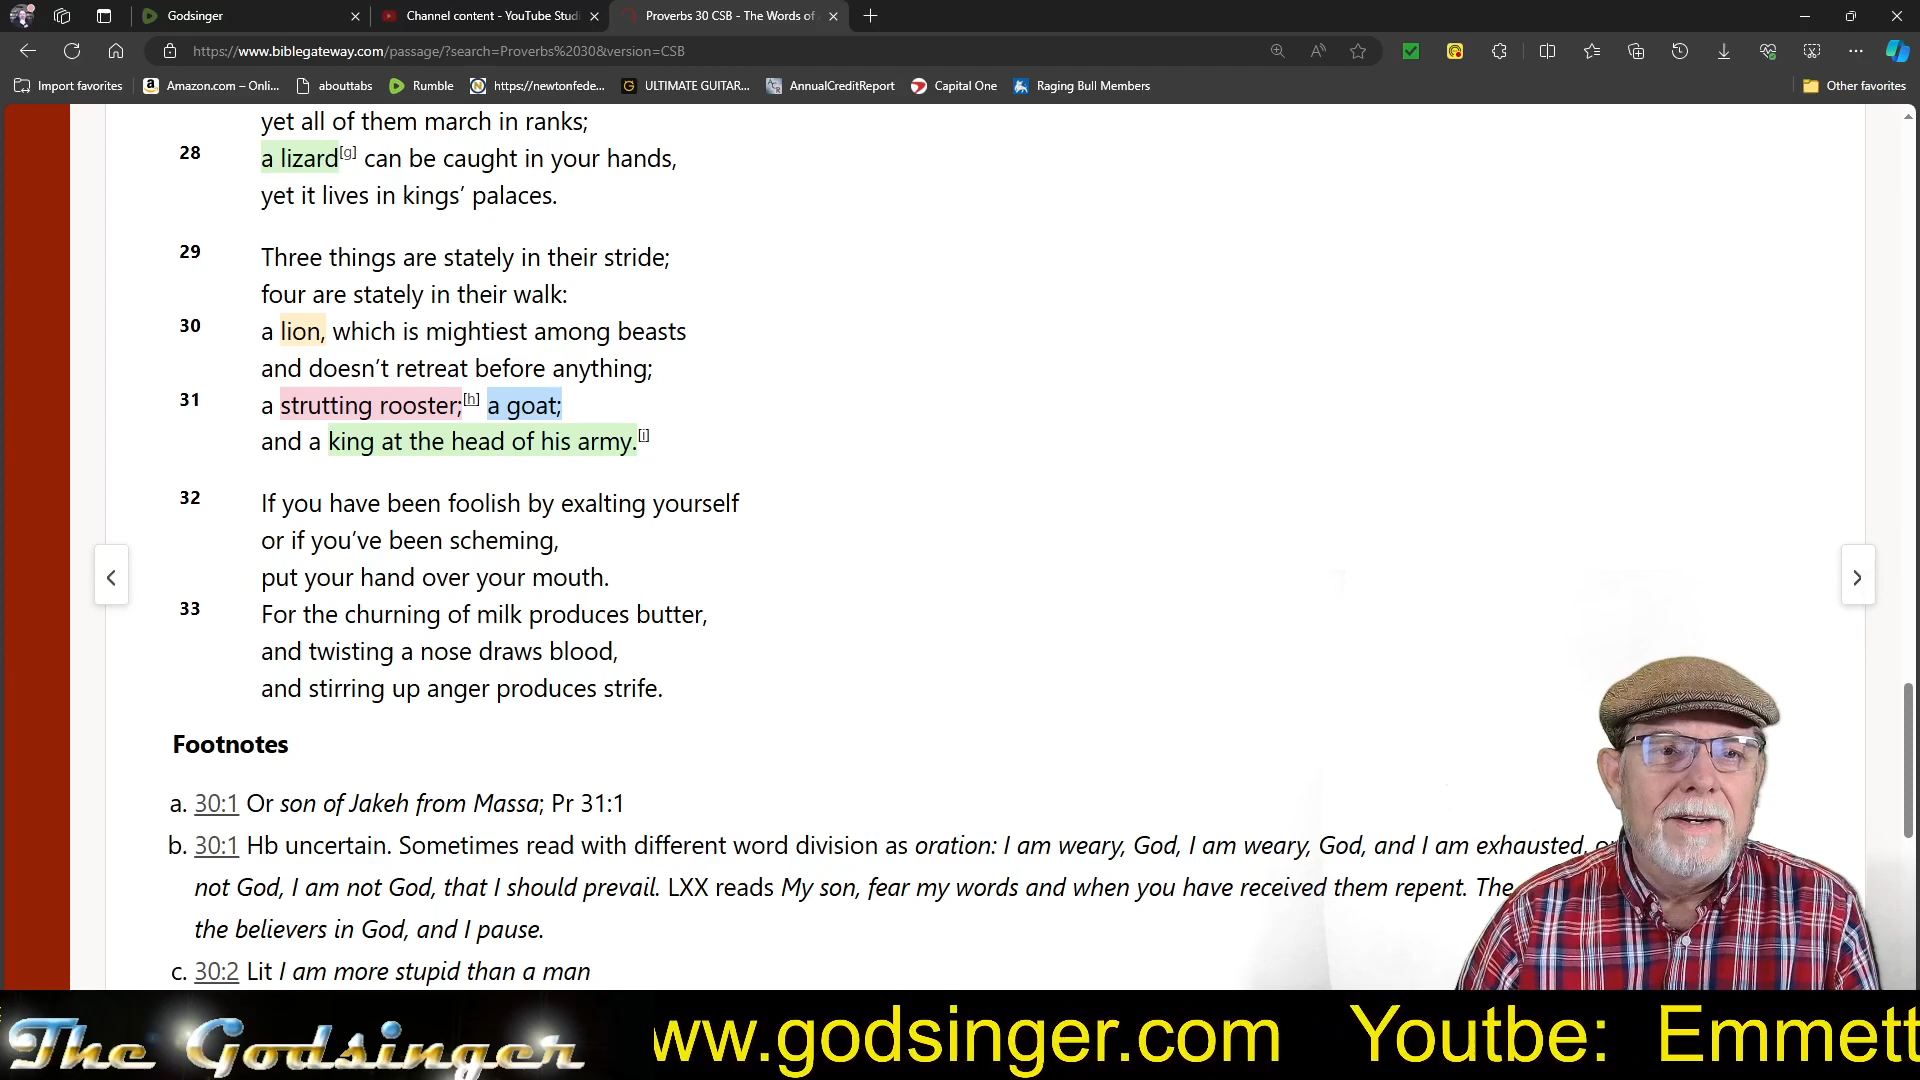 Godsinger
Channel content - YouTube Studi
Proverbs 30 CSB - The Words of
https://www.biblegateway.com/passage/?search=Proverbs%2030&version=CSB
Import favorites
Amazon.com – Onli...
abouttabs
Rumble
https://newtonfede...
ULTIMATE GUITAR...
AnnualCreditReport
Capital One
Raging Bull Members
Other favorites
yet all of them march in ranks;
28 a lizard[g] can be caught in your hands,
yet it lives in kings’ palaces.
29 Three things are stately in their stride;
four are stately in their walk:
30 a lion, which is mightiest among beasts
and doesn’t retreat before anything;
31 a strutting rooster;[h] a goat;
and a king at the head of his army.[i]
32 If you have been foolish by exalting yourself
or if you’ve been scheming,
put your hand over your mouth.
33 For the churning of milk produces butter,
and twisting a nose draws blood,
and stirring up anger produces strife.
Footnotes
a. 30:1 Or son of Jakeh from Massa; Pr 31:1
b. 30:1 Hb uncertain. Sometimes read with different word division as oration: I am weary, God, I am weary, God, and I am exhausted,
not God, I am not God, that I should prevail. LXX reads My son, fear my words and when you have received them repent. The
the believers in God, and I pause.
c. 30:2 Lit I am more stupid than a man
The Godsinger
ww.godsinger.com Youtbe: Emmett